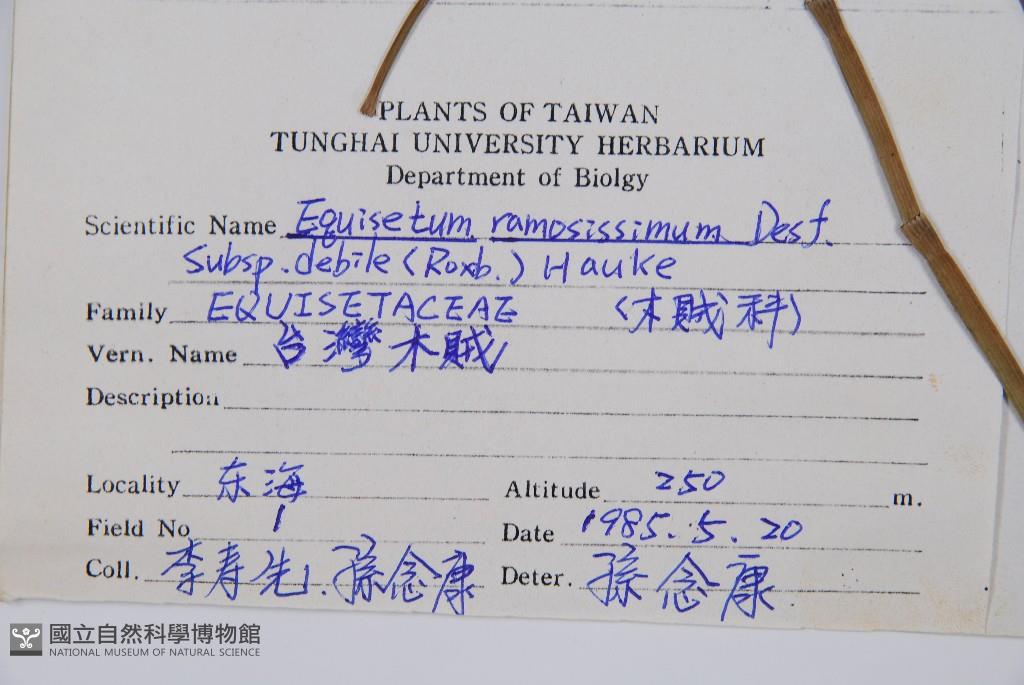 PLANTS OF TAIWAN
TUNGHAI UNIVERSITY HERBARIUM
Department of Biolgy
Scientific Name Equisetum ramosissimum Desf.
Subsp. debile (Roxb.) Hauke
Family EQUISETACEAE (木賊科)
Vern. Name 台灣木賊
Description
Locality 东海 Altitude 250 m.
Field No 1 Date 1985.5.20
Coll. 李寿先.孫念康 Deter. 孫念康
國立自然科學博物館
NATIONAL MUSEUM OF NATURAL SCIENCE